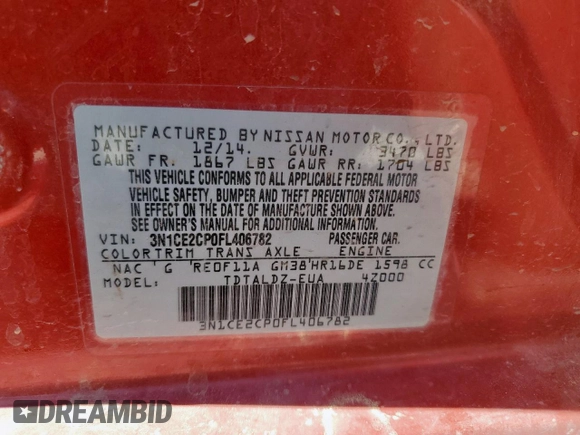 MANUFACTURED BY NISSAN MOTOR CO., LTD.
DATE: 12/14. GVWR: 3470 LBS
GAWR FR. 1867 LBS GAWR RR: 1704 LBS
THIS VEHICLE CONFORMS TO ALL APPLICABLE FEDERAL MOTOR
VEHICLE SAFETY, BUMPER AND THEFT PREVENTION STANDARDS
IN EFFECT ON THE DATE OF MANUFACTURE SHOWN ABOVE.
SEE OWNER'S MANUAL FOR ADDITIONAL INFORMATION.
VIN: 3N1CE2CP0FL406782 PASSENGER CAR.
COLOR TRIM TRANS AXLE ENGINE
NAC 'G 'RE0F11A GM38'HR16DE 1598 CC
MODEL: TDTALDZ-EUA 4Z000
3N1CE2CP0FL406782
DREAMBID